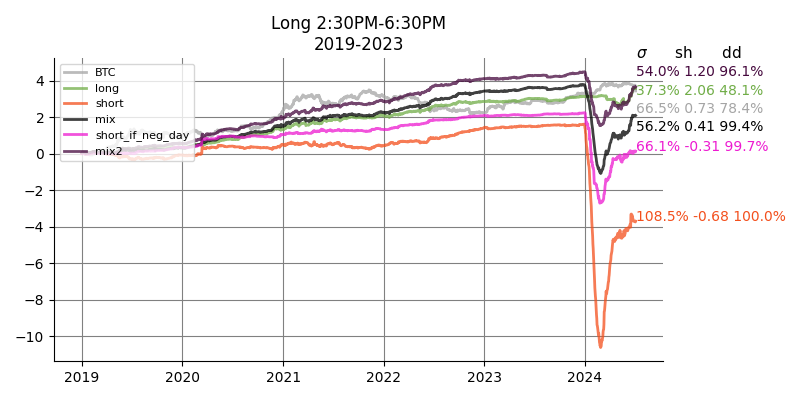 Long 2:30PM-6:30PM
2019-2023
σ sh dd
BTC
long
short
mix
short_if_neg_day
mix2
54.0% 1.20 96.1%
37.3% 2.06 48.1%
66.5% 0.73 78.4%
56.2% 0.41 99.4%
66.1% -0.31 99.7%
108.5% -0.68 100.0%
4
2
0
−2
−4
−6
−8
−10
2019 2020 2021 2022 2023 2024